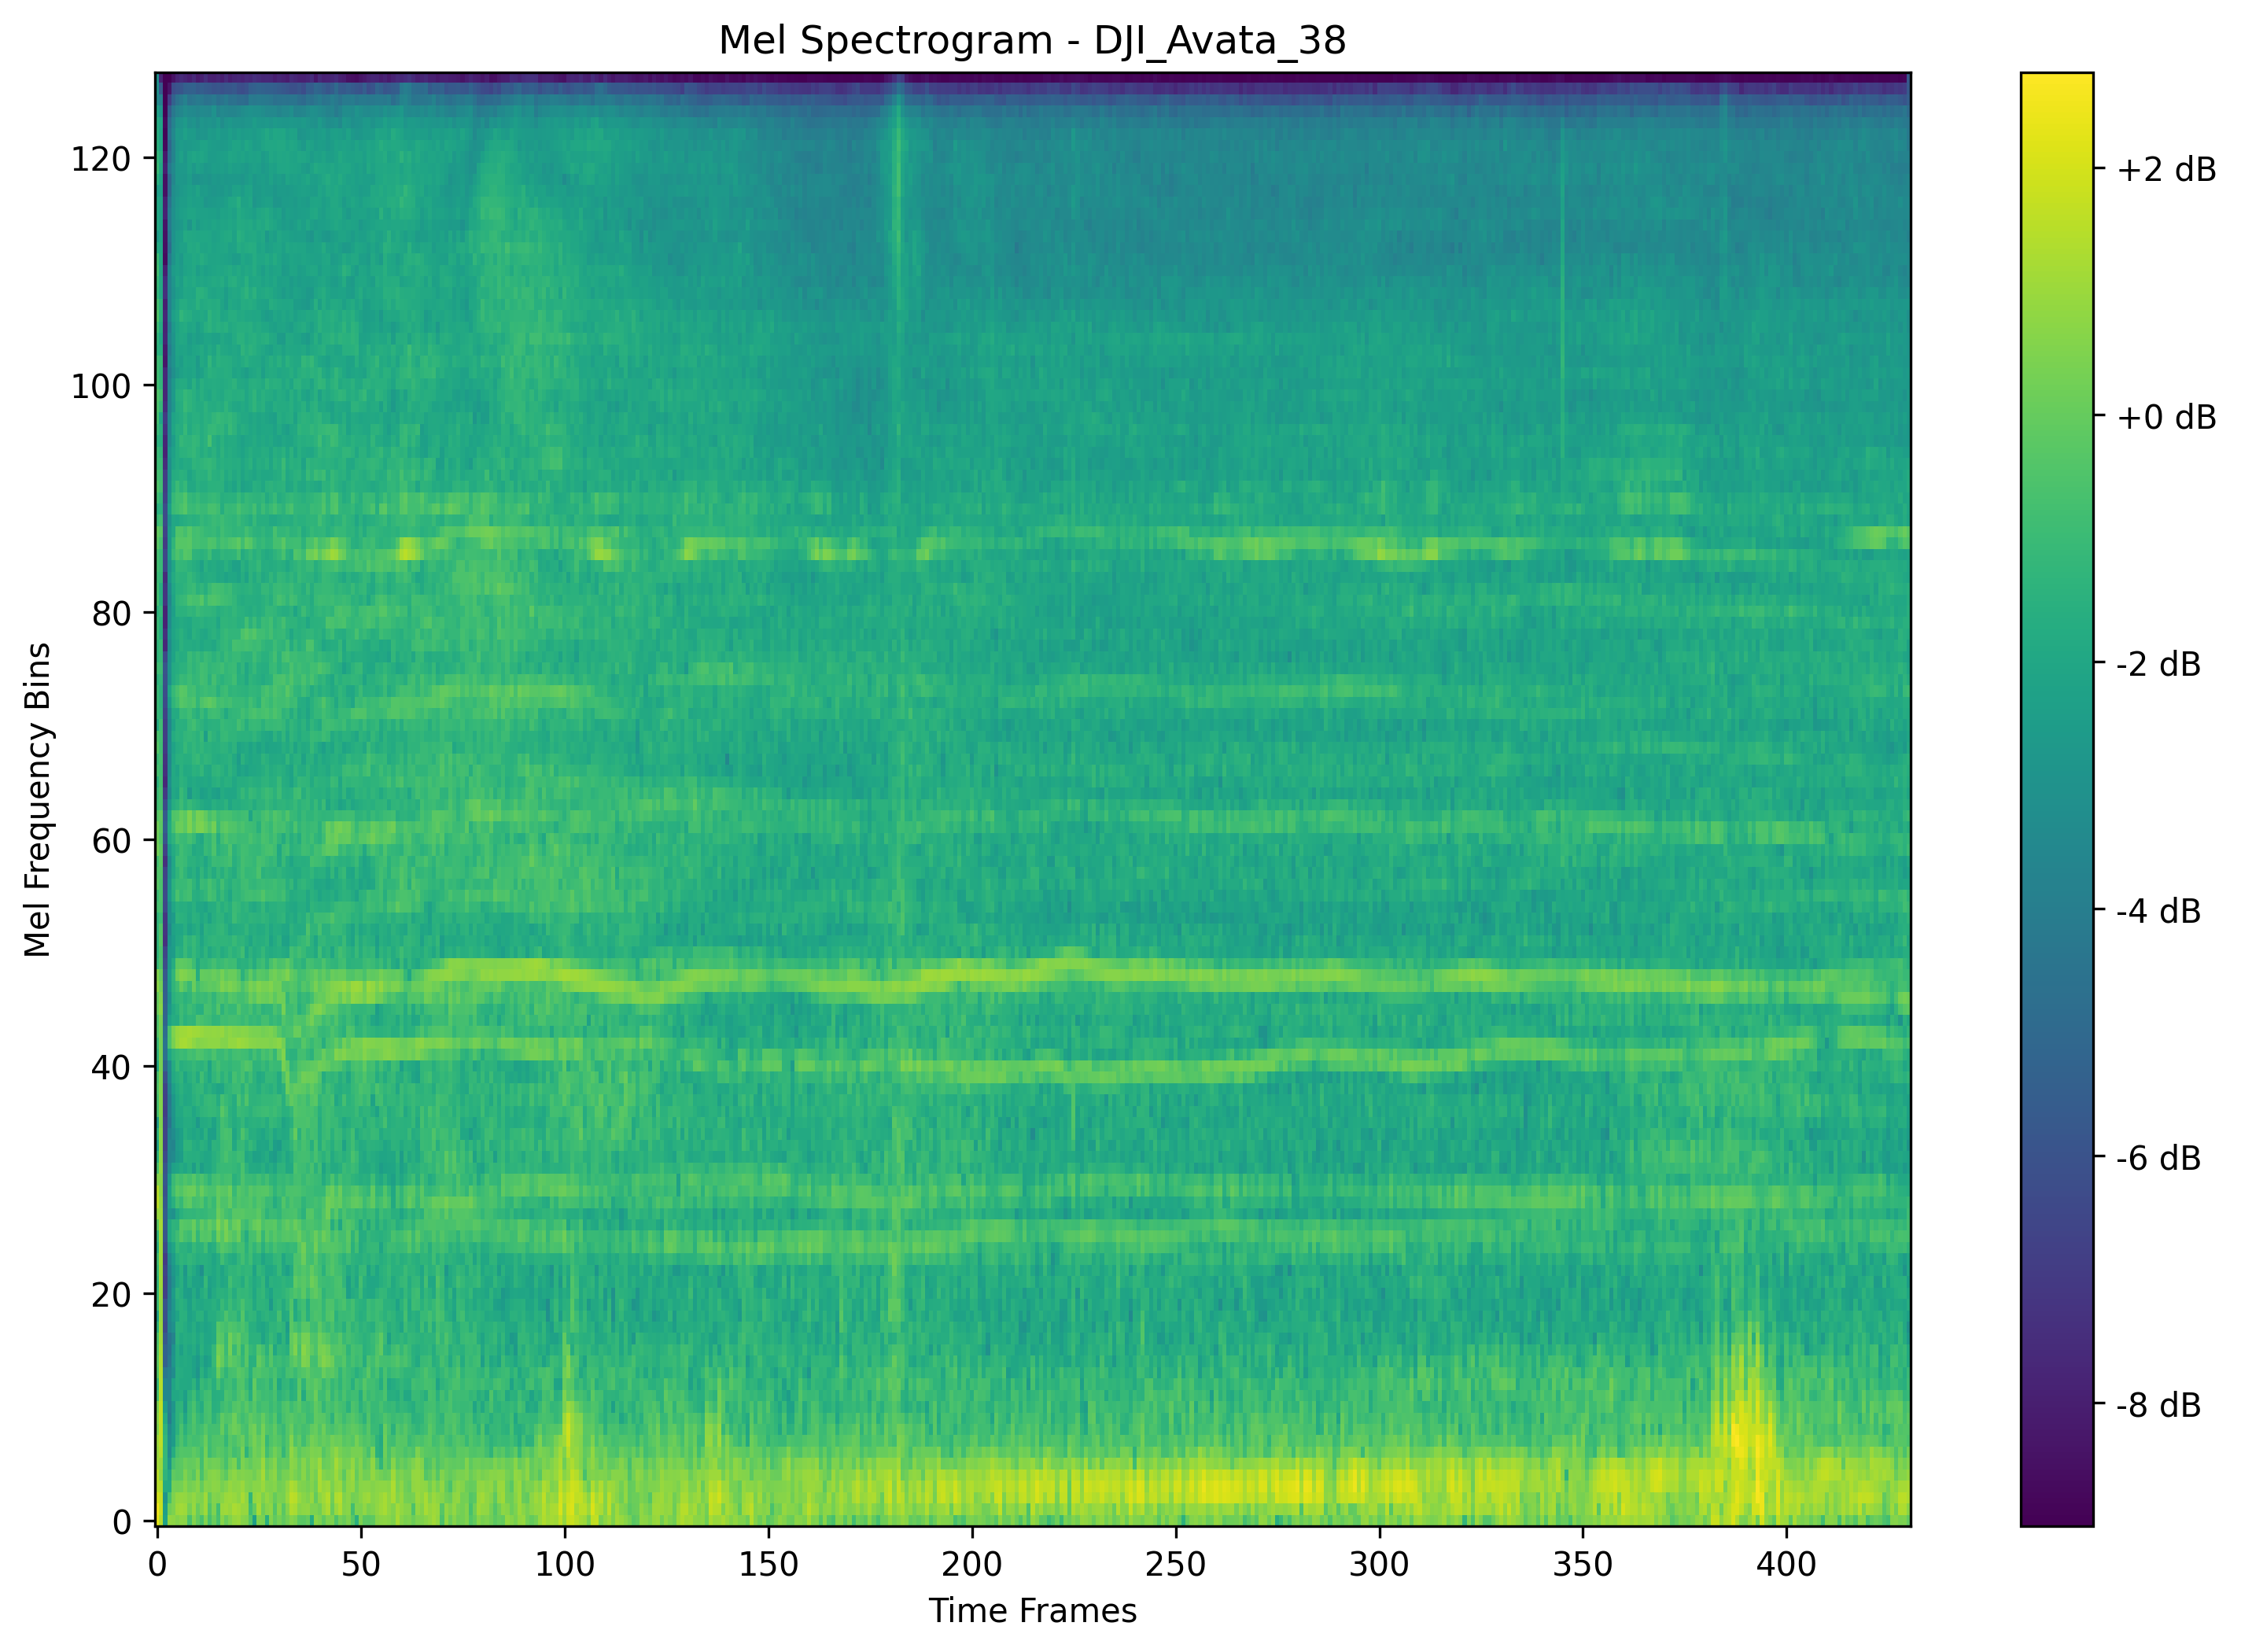 Mel Spectrogram - DJI_Avata_38
Mel Frequency Bins
120
100
80
60
40
20
0
0 50 100 150 200 250 300 350 400
Time Frames
+2 dB
+0 dB
-2 dB
-4 dB
-6 dB
-8 dB